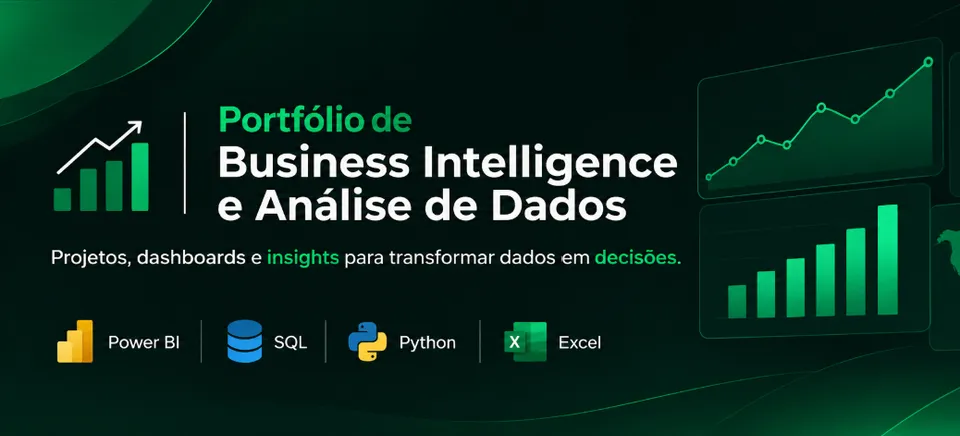 Portfólio de
Business Intelligence
e Análise de Dados
Projetos, dashboards e insights para transformar dados em decisões.
Power BI
SQL
Python
X
Excel